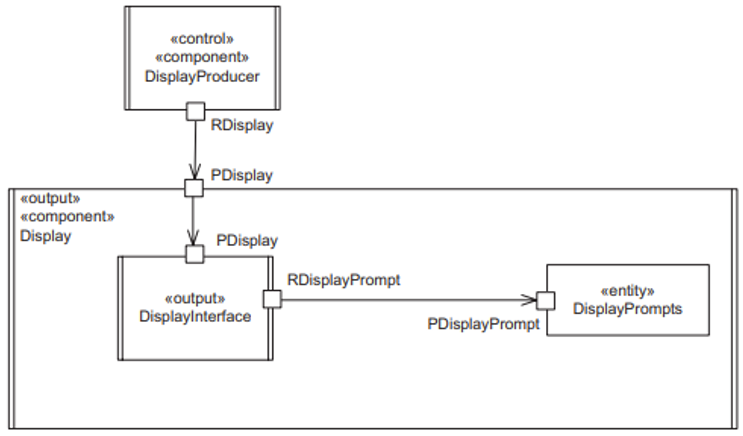 «control»
«component»
DisplayProducer
RDisplay
PDisplay
«output»
«component»
Display
PDisplay
«output»
DisplayInterface
RDisplayPrompt
PDisplayPrompt
«entity»
DisplayPrompts